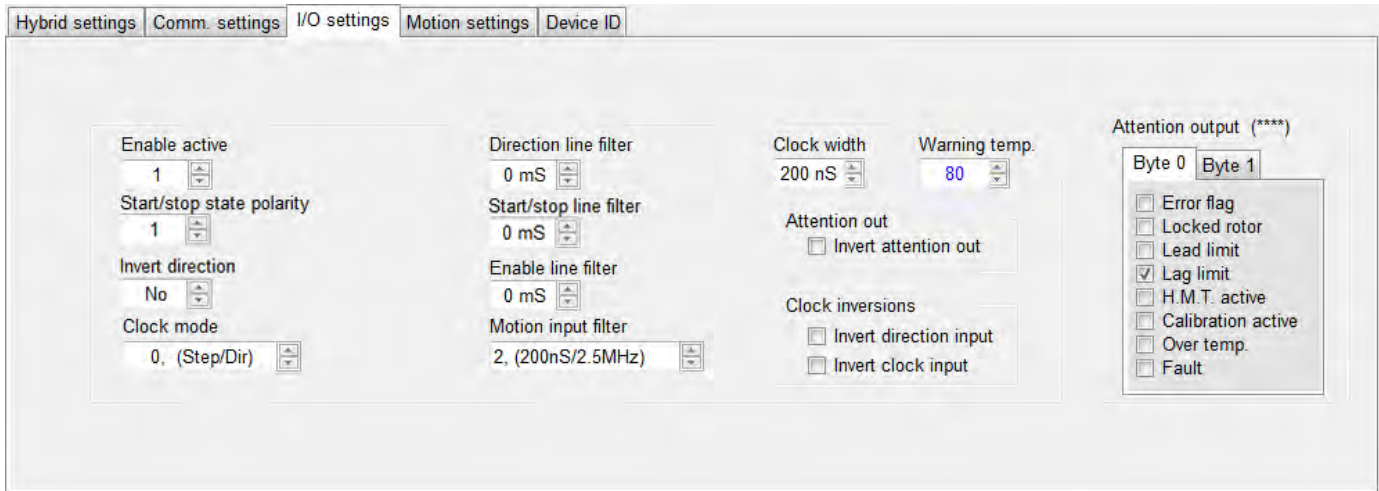 Hybrid settings Comm. settings I/O settings Motion settings Device ID
Enable active
1
Start/stop state polarity
1
Invert direction
No
Clock mode
0, (Step/Dir)
Direction line filter
0 mS
Start/stop line filter
0 mS
Enable line filter
0 mS
Motion input filter
2, (200nS/2.5MHz)
Clock width
200 nS
Warning temp.
80
Attention out
Invert attention out
Clock inversions
Invert direction input
Invert clock input
Attention output (****)
Byte 0 Byte 1
Error flag
Locked rotor
Lead limit
Lag limit
H.M.T. active
Calibration active
Over temp.
Fault